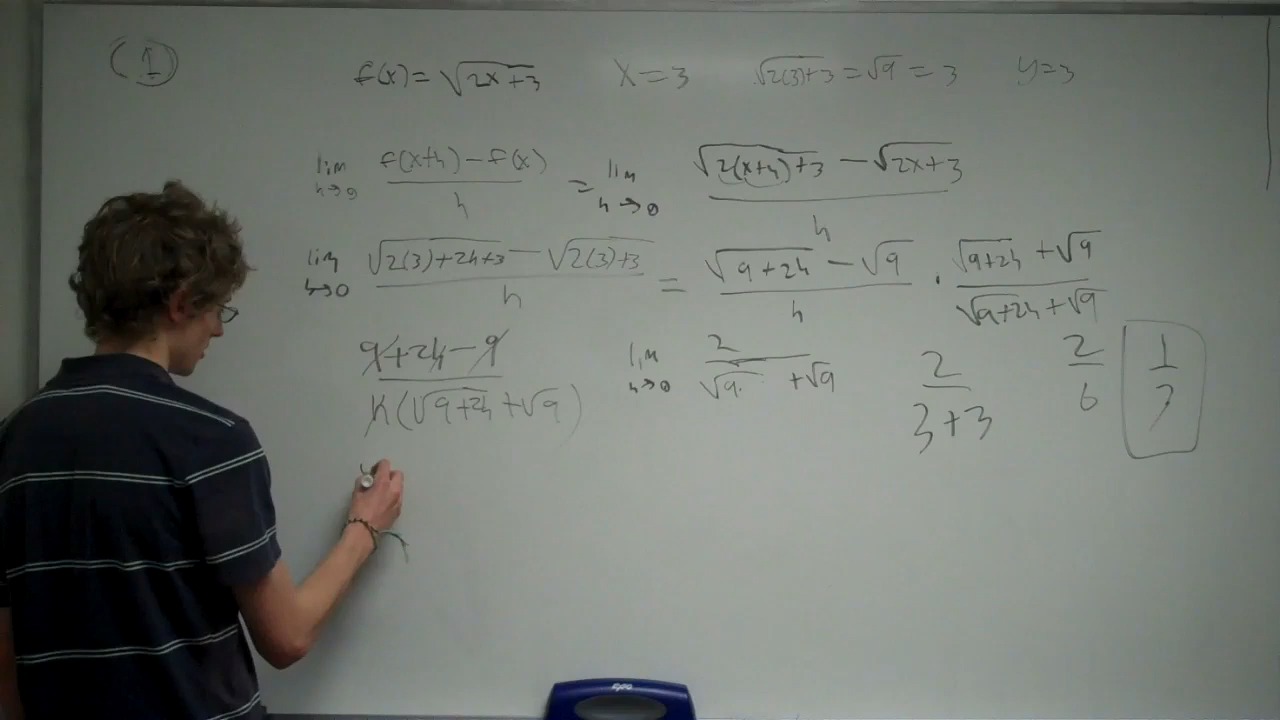 (1) f(x) = √2x+3 x = 3 √2(3)+3 = √9 = 3 y=3
lim h→0 f(x+h) – f(x) / h = lim h→0 √2(x+h)+3 – √2x+3 / h
lim h→0 √2(3)+2h+3 – √2(3)+3 / h = √9+2h – √9 / h · √9+2h + √9 / √9+2h + √9
9+2h–9 / h(√9+2h + √9) lim h→0 2 / √9 + √9 2 / 3+3 2 / 6 1 / 3
expo